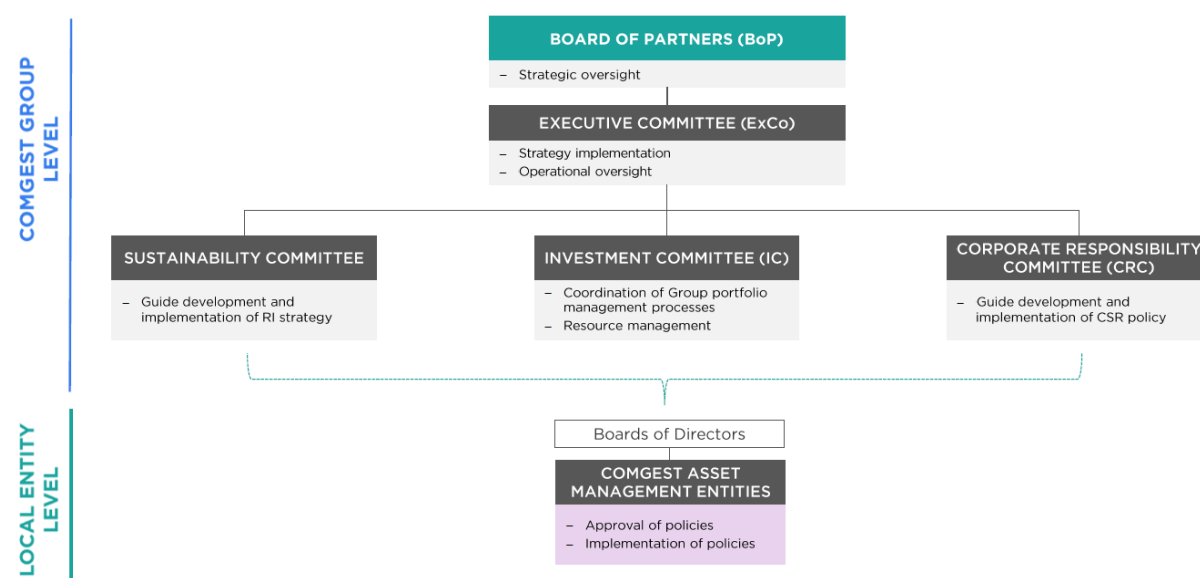 COMGEST GROUP
LEVEL
BOARD OF PARTNERS (BoP)
– Strategic oversight
EXECUTIVE COMMITTEE (ExCo)
– Strategy implementation
– Operational oversight
SUSTAINABILITY COMMITTEE
– Guide development and
implementation of RI strategy
INVESTMENT COMMITTEE (IC)
– Coordination of Group portfolio
management processes
– Resource management
CORPORATE RESPONSIBILITY
COMMITTEE (CRC)
– Guide development and
implementation of CSR policy
LOCAL ENTITY
LEVEL
Boards of Directors
COMGEST ASSET
MANAGEMENT ENTITIES
– Approval of policies
– Implementation of policies